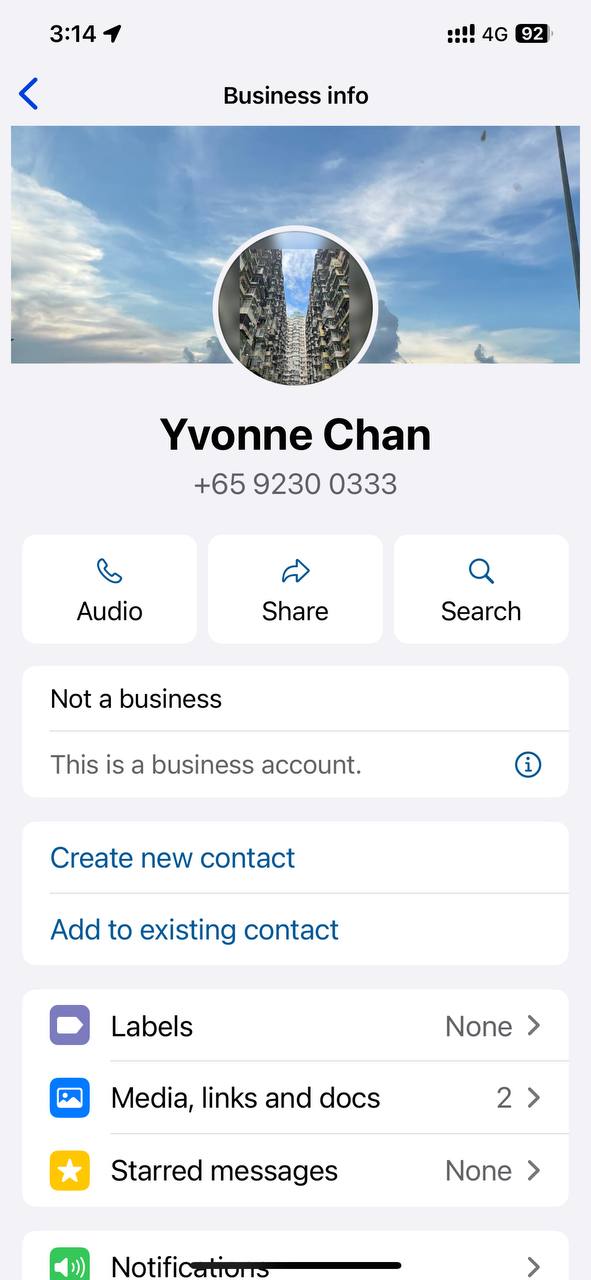 3:14
4G 92
Business info
Yvonne Chan
+65 9230 0333
Audio Share Search
Not a business
This is a business account.
Create new contact
Add to existing contact
Labels None
Media, links and docs 2
Starred messages None
Notifications